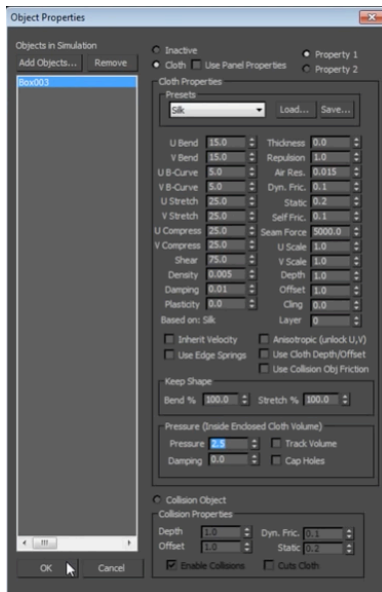 Object Properties
Objects in Simulation
Add Objects... Remove
Box003
OK Cancel
Inactive Property 1
Cloth Use Panel Properties Property 2
Cloth Properties
Presets
Silk Load... Save...
U Bend 15.0 Thickness 0.0
V Bend 15.0 Repulsion 1.0
U B-Curve 5.0 Air Res. 0.015
V B-Curve 5.0 Dyn. Fric. 0.1
U Stretch 25.0 Static 0.2
V Stretch 25.0 Self Fric. 0.1
U Compress 25.0 Seam Force 5000.0
V Compress 25.0 U Scale 1.0
Shear 75.0 V Scale 1.0
Density 0.005 Depth 1.0
Damping 0.01 Offset 1.0
Plasticity 0.0 Cling 0.0
Based on: Silk Layer 0
Inherit Velocity Anisotropic (unlock U,V)
Use Edge Springs Use Cloth Depth/Offset
Use Collision Obj Friction
Keep Shape
Bend % 100.0 Stretch % 100.0
Pressure (Inside Enclosed Cloth Volume)
Pressure 2.5 Track Volume
Damping 0.0 Cap Holes
Collision Object
Collision Properties
Depth 1.0 Dyn. Fric. 0.1
Offset 1.0 Static 0.2
Enable Collisions Cuts Cloth